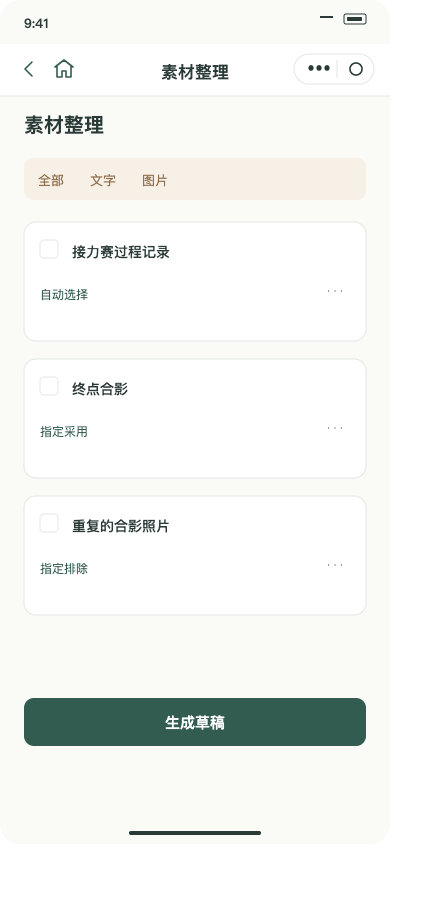 9:41
素材整理
素材整理
全部 文字 图片
接力赛过程记录
自动选择 ···
终点合影
指定采用 ···
重复的合影照片
指定排除 ···
生成草稿